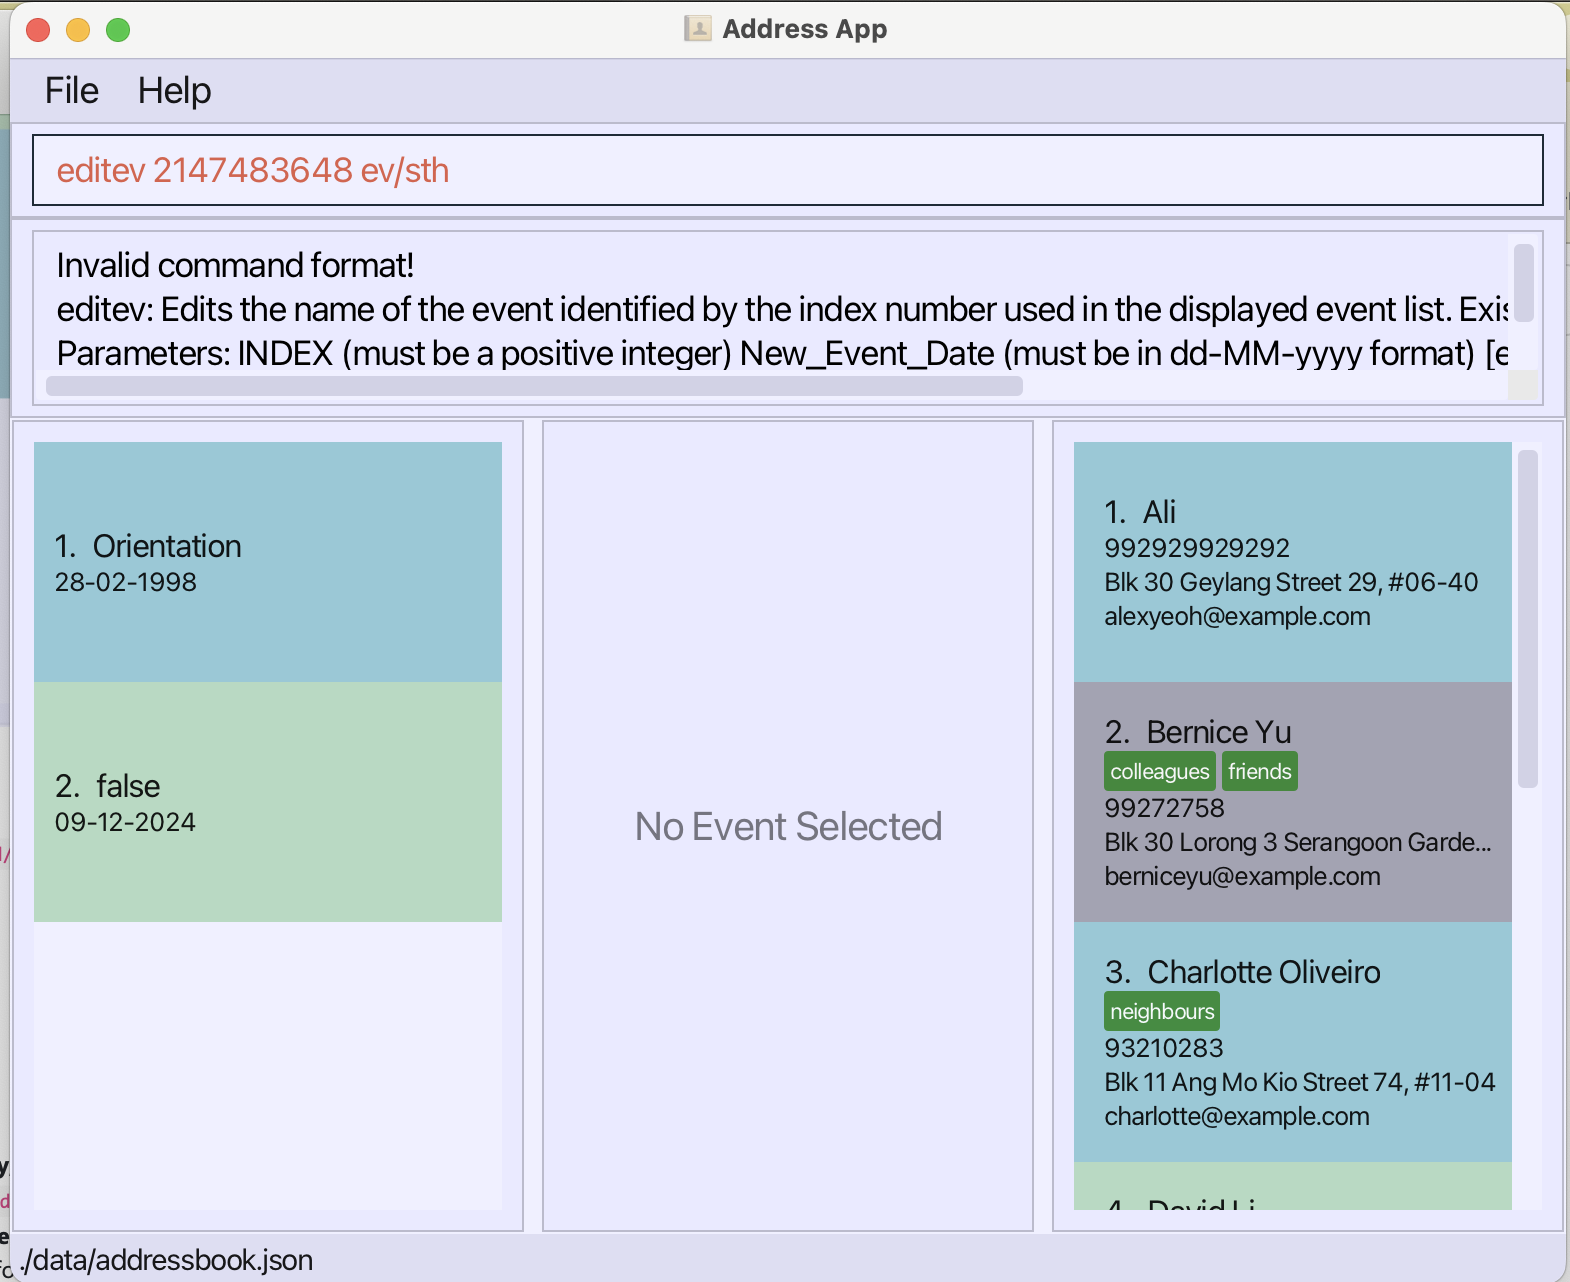 Address App
File Help
editev 2147483648 ev/sth
Invalid command format!
editev: Edits the name of the event identified by the index number used in the displayed event list.
Parameters: INDEX (must be a positive integer) New_Event_Date (must be in dd-MM-yyyy format) [e
1. Orientation
28-02-1998
2. false
09-12-2024
No Event Selected
1. Ali
992929929292
Blk 30 Geylang Street 29, #06-40
alexyeoh@example.com
2. Bernice Yu
colleagues friends
99272758
Blk 30 Lorong 3 Serangoon Garde...
berniceyu@example.com
3. Charlotte Oliveiro
neighbours
93210283
Blk 11 Ang Mo Kio Street 74, #11-04
charlotte@example.com
4. David Li
./data/addressbook.json